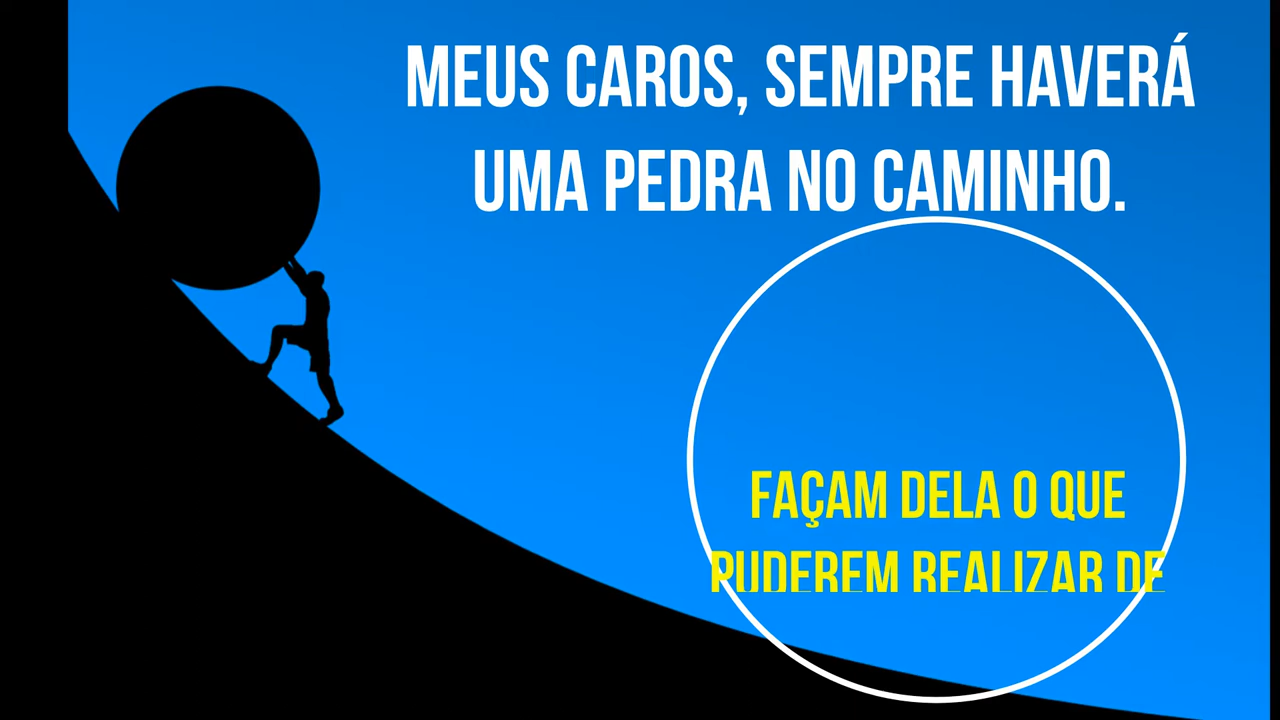 MEUS CAROS, SEMPRE HAVERÁ
UMA PEDRA NO CAMINHO.
FAÇAM DELA O QUE
PUDEREM REALIZAR DE